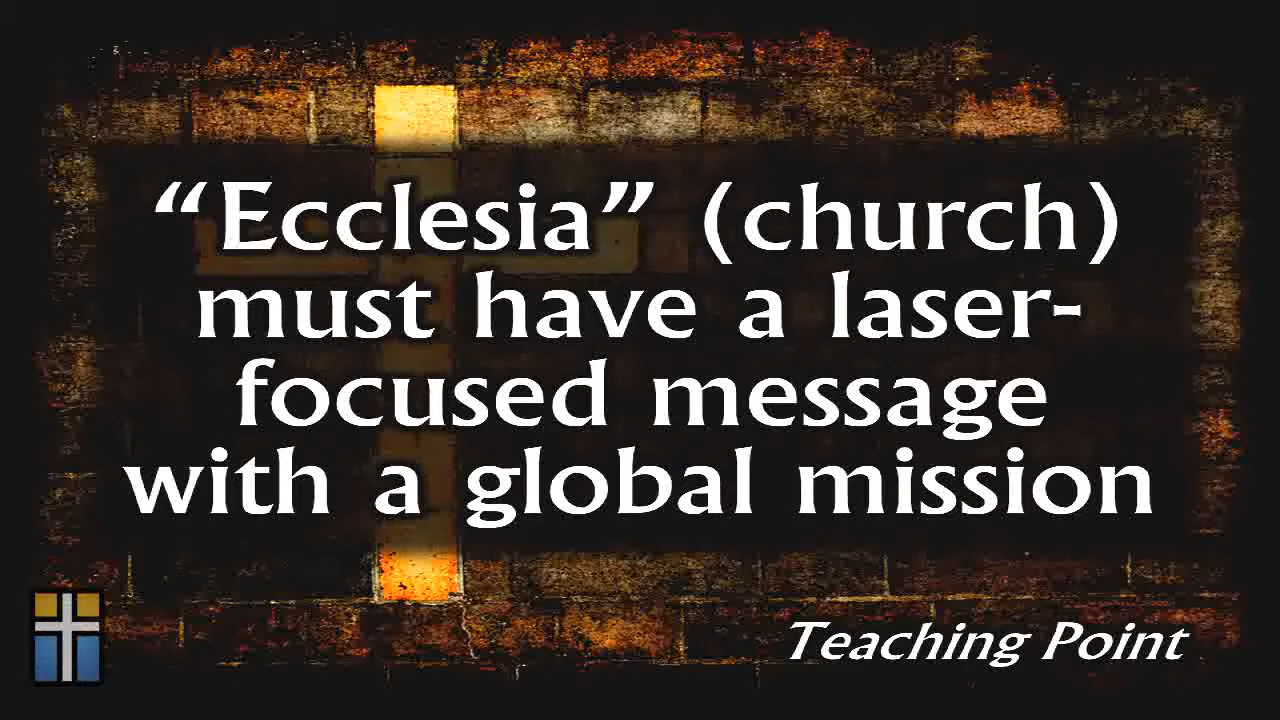 “Ecclesia” (church)
must have a laser-
focused message
with a global mission
Teaching Point